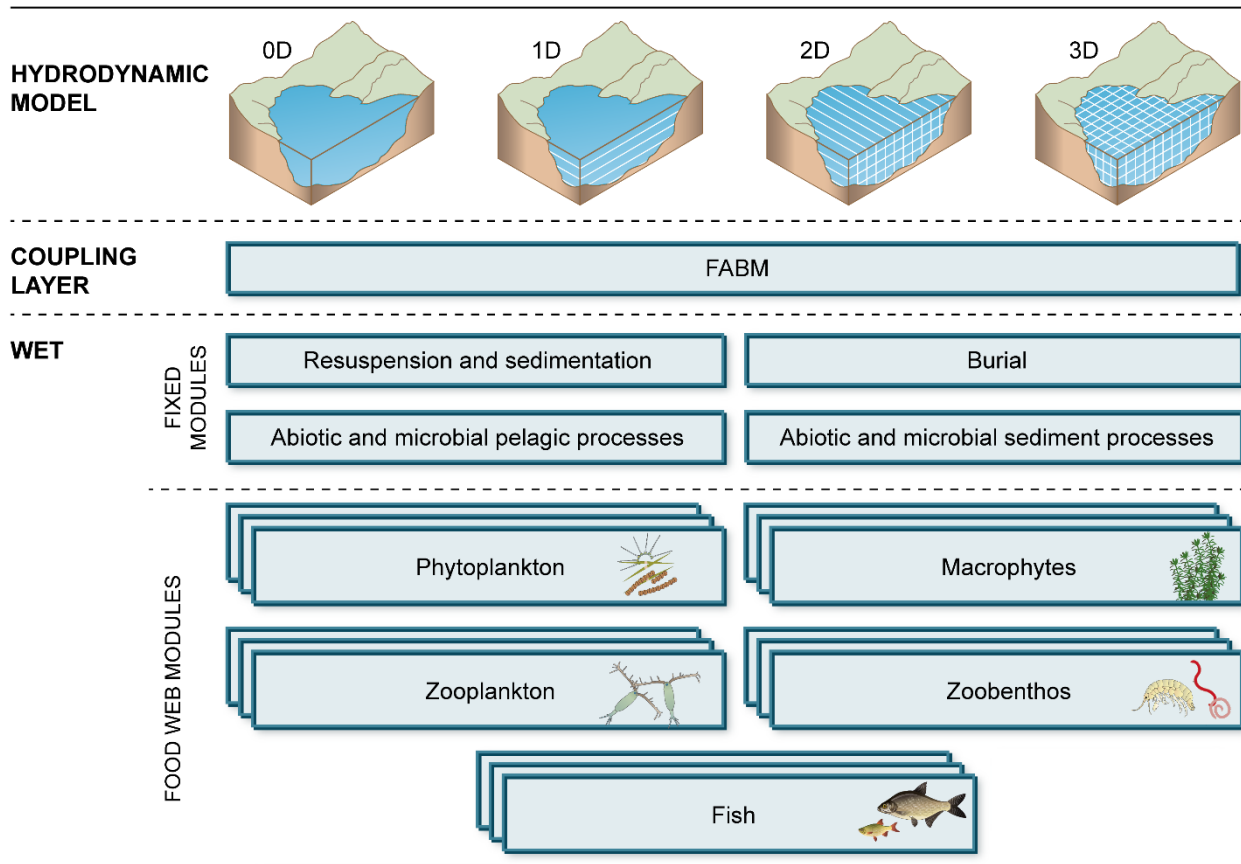 HYDRODYNAMIC
MODEL
0D
1D
2D
3D
COUPLING
LAYER
FABM
WET
FIXED
MODULES
Resuspension and sedimentation
Burial
Abiotic and microbial pelagic processes
Abiotic and microbial sediment processes
FOOD WEB MODULES
Phytoplankton
Macrophytes
Zooplankton
Zoobenthos
Fish